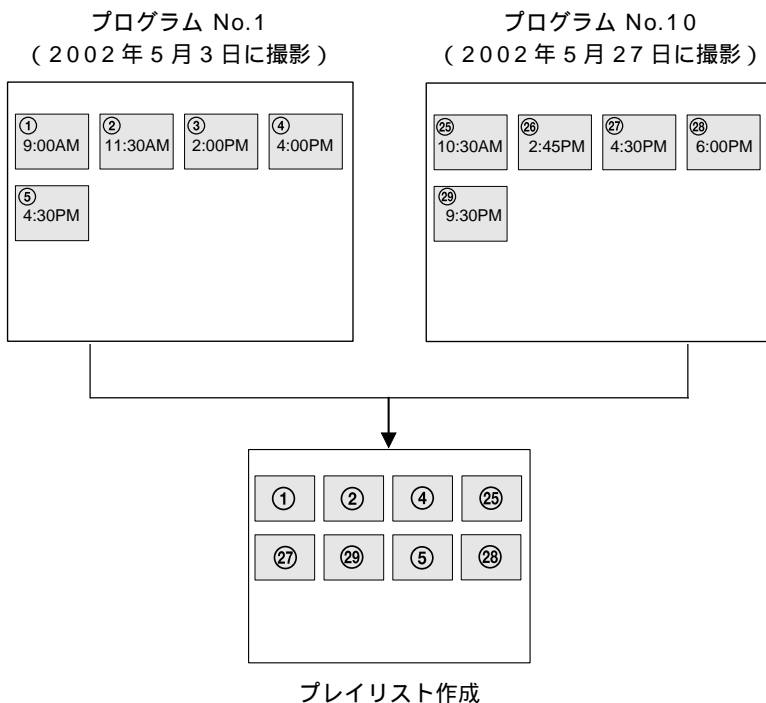 プログラム No.1
(2002年5月3日に撮影)
① ② ③ ④
9:00AM 11:30AM 2:00PM 4:00PM
⑤
4:30PM
プログラム No.10
(2002年5月27日に撮影)
㉕ ㉖ ㉗ ㉘
10:30AM 2:45PM 4:30PM 6:00PM
㉙
9:30PM
① ② ④ ㉕
㉗ ㉙ ⑤ ㉘
プレイリスト作成